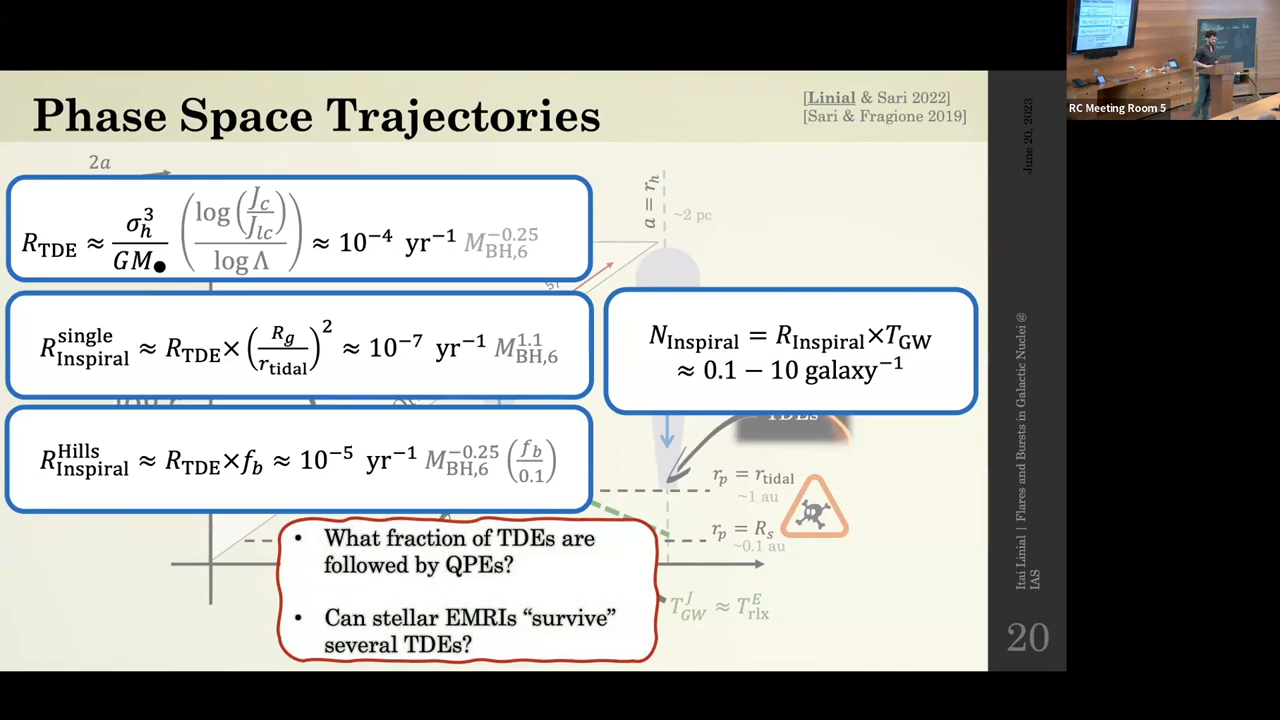 Phase Space Trajectories
[Linial & Sari 2022]
[Sari & Fragione 2019]
2a
R_TDE ≈ σ_h^3 / GM_● (log(J_c/J_lc) / log Λ) ≈ 10^−4 yr^−1 M_BH,6^−0.25
R_Inspiral^single ≈ R_TDE × (R_g / r_tidal)^2 ≈ 10^−7 yr^−1 M_BH,6^1.1
R_Inspiral^Hills ≈ R_TDE × f_b ≈ 10^−5 yr^−1 M_BH,6^−0.25 (f_b / 0.1)
a = r_h
~2 pc
N_Inspiral = R_Inspiral × T_GW
≈ 0.1 − 10 galaxy^−1
TDEs
r_p = r_tidal
~1 au
r_p = R_s
~0.1 au
T_GW^J ≈ T_rlx^E
• What fraction of TDEs are
followed by QPEs?
• Can stellar EMRIs “survive”
several TDEs?
June 20, 2023
Itai Linial | Flares and Bursts in Galactic Nuclei @
IAS
20
RC Meeting Room 5